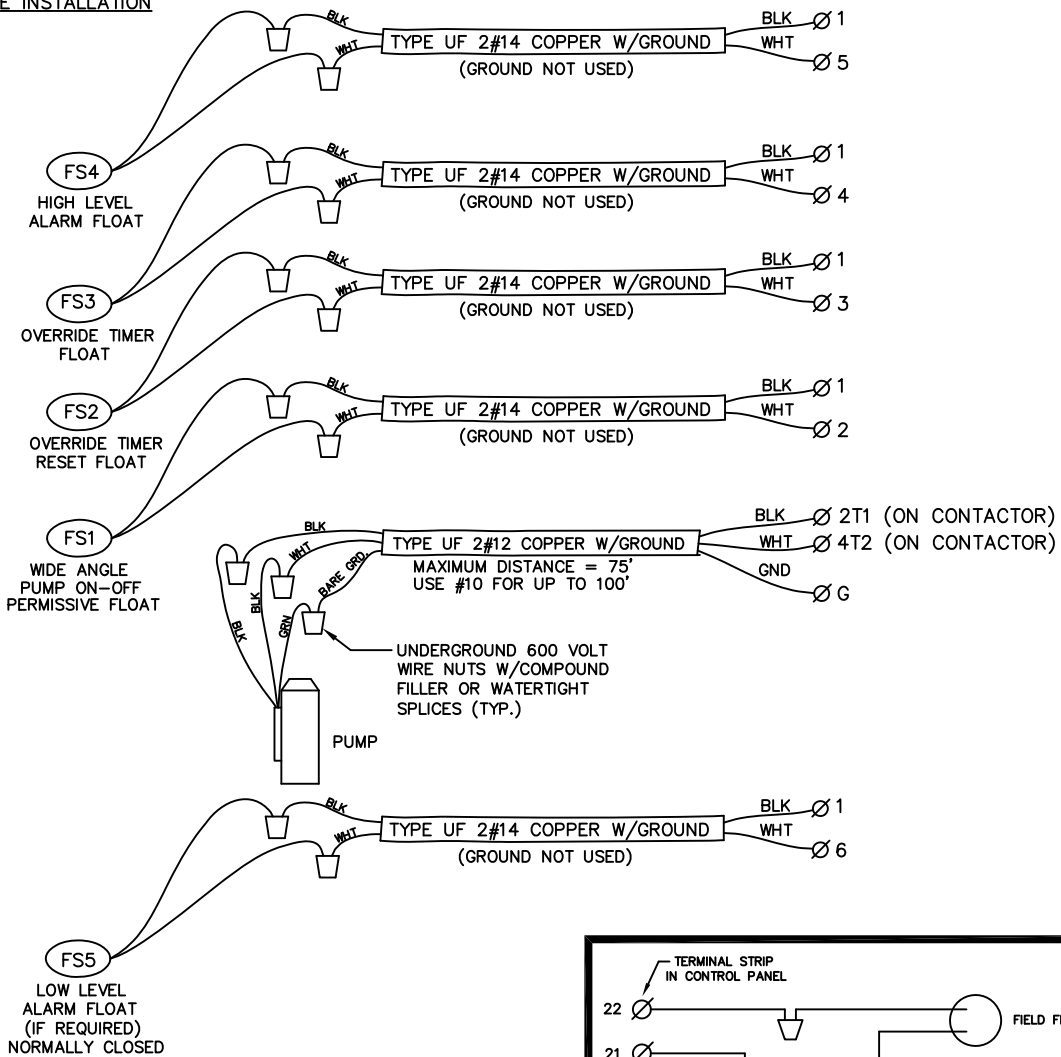 E INSTALLATION
BLK
WHT
TYPE UF 2#14 COPPER W/GROUND
(GROUND NOT USED)
BLK 1
WHT 5
FS4
HIGH LEVEL
ALARM FLOAT
BLK
WHT
TYPE UF 2#14 COPPER W/GROUND
(GROUND NOT USED)
BLK 1
WHT 4
FS3
OVERRIDE TIMER
FLOAT
BLK
WHT
TYPE UF 2#14 COPPER W/GROUND
(GROUND NOT USED)
BLK 1
WHT 3
FS2
OVERRIDE TIMER
RESET FLOAT
BLK
WHT
TYPE UF 2#14 COPPER W/GROUND
(GROUND NOT USED)
BLK 1
WHT 2
FS1
WIDE ANGLE
PUMP ON-OFF
PERMISSIVE FLOAT
BLK
WHT
BARE GRD.
BLK
BLK
GRN
TYPE UF 2#12 COPPER W/GROUND
MAXIMUM DISTANCE = 75'
USE #10 FOR UP TO 100'
BLK 2T1 (ON CONTACTOR)
WHT 4T2 (ON CONTACTOR)
GND G
UNDERGROUND 600 VOLT
WIRE NUTS W/COMPOUND
FILLER OR WATERTIGHT
SPLICES (TYP.)
PUMP
BLK
WHT
TYPE UF 2#14 COPPER W/GROUND
(GROUND NOT USED)
BLK 1
WHT 6
FS5
LOW LEVEL
ALARM FLOAT
(IF REQUIRED)
NORMALLY CLOSED
TERMINAL STRIP
IN CONTROL PANEL
22
FIELD F
21